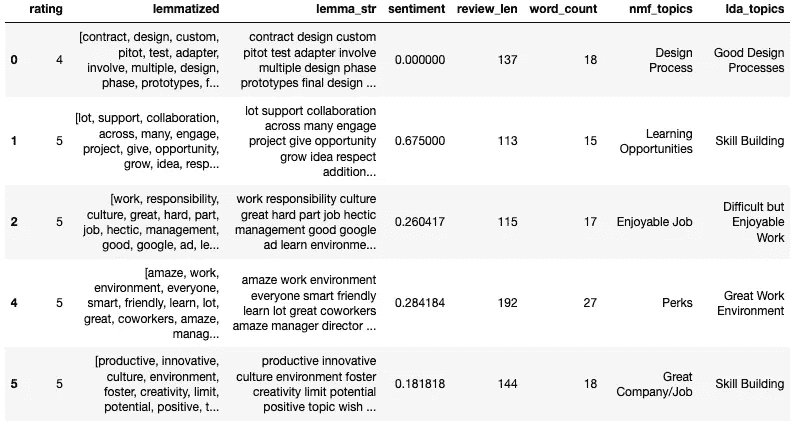 rating lemmatized lemma_str sentiment review_len word_count nmf_topics lda_topics
0 4 [contract, design, custom, pitot, test, adapter, involve, multiple, design, phase, prototypes, f... contract design custom pitot test adapter involve multiple design phase prototypes final design ... 0.000000 137 18 Design Process Good Design Processes
1 5 [lot, support, collaboration, across, many, engage, project, give, opportunity, grow, idea, resp... lot support collaboration across many engage project give opportunity grow idea respect addition... 0.675000 113 15 Learning Opportunities Skill Building
2 5 [work, responsibility, culture, great, hard, part, job, hectic, management, good, google, ad, le... work responsibility culture great hard part job hectic management good google ad learn environme... 0.260417 115 17 Enjoyable Job Difficult but Enjoyable Work
4 5 [amaze, work, environment, everyone, smart, friendly, learn, lot, great, coworkers, amaze, manag... amaze work environment everyone smart friendly learn lot great coworkers amaze manager director ... 0.284184 192 27 Perks Great Work Environment
5 5 [productive, innovative, culture, environment, foster, creativity, limit, potential, positive, t... productive innovative culture environment foster creativity limit potential positive topic wish ... 0.181818 144 18 Great Company/Job Skill Building